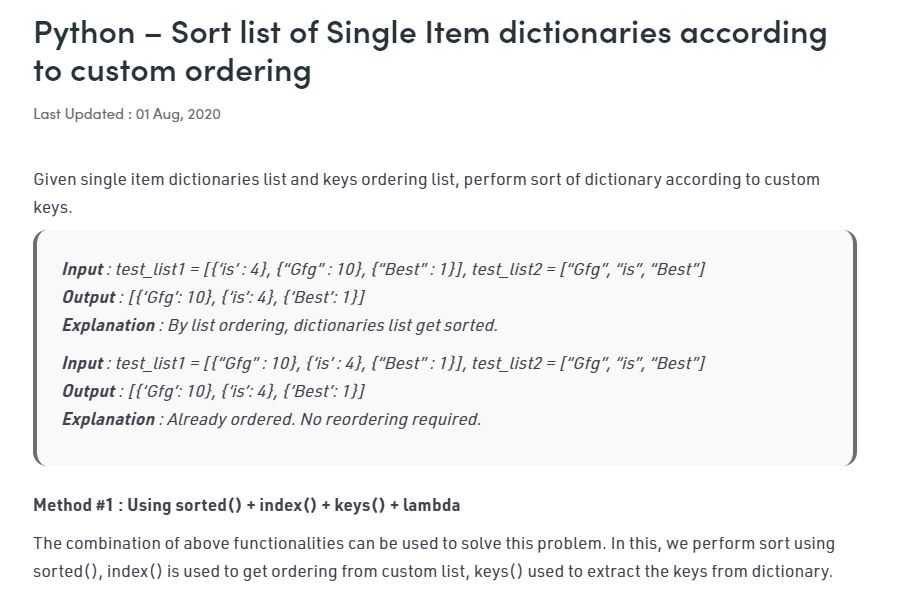 Python – Sort list of Single Item dictionaries according
to custom ordering
Last Updated : 01 Aug, 2020
Given single item dictionaries list and keys ordering list, perform sort of dictionary according to custom
keys.
Input : test_list1 = [{‘is’ : 4}, {“Gfg” : 10}, {“Best” : 1}], test_list2 = [“Gfg”, “is”, “Best”]
Output : [{‘Gfg’: 10}, {‘is’: 4}, {‘Best’: 1}]
Explanation : By list ordering, dictionaries list get sorted.
Input : test_list1 = [{“Gfg” : 10}, {‘is’ : 4}, {“Best” : 1}], test_list2 = [“Gfg”, “is”, “Best”]
Output : [{‘Gfg’: 10}, {‘is’: 4}, {‘Best’: 1}]
Explanation : Already ordered. No reordering required.
Method #1 : Using sorted() + index() + keys() + lambda
The combination of above functionalities can be used to solve this problem. In this, we perform sort using
sorted(), index() is used to get ordering from custom list, keys() used to extract the keys from dictionary.